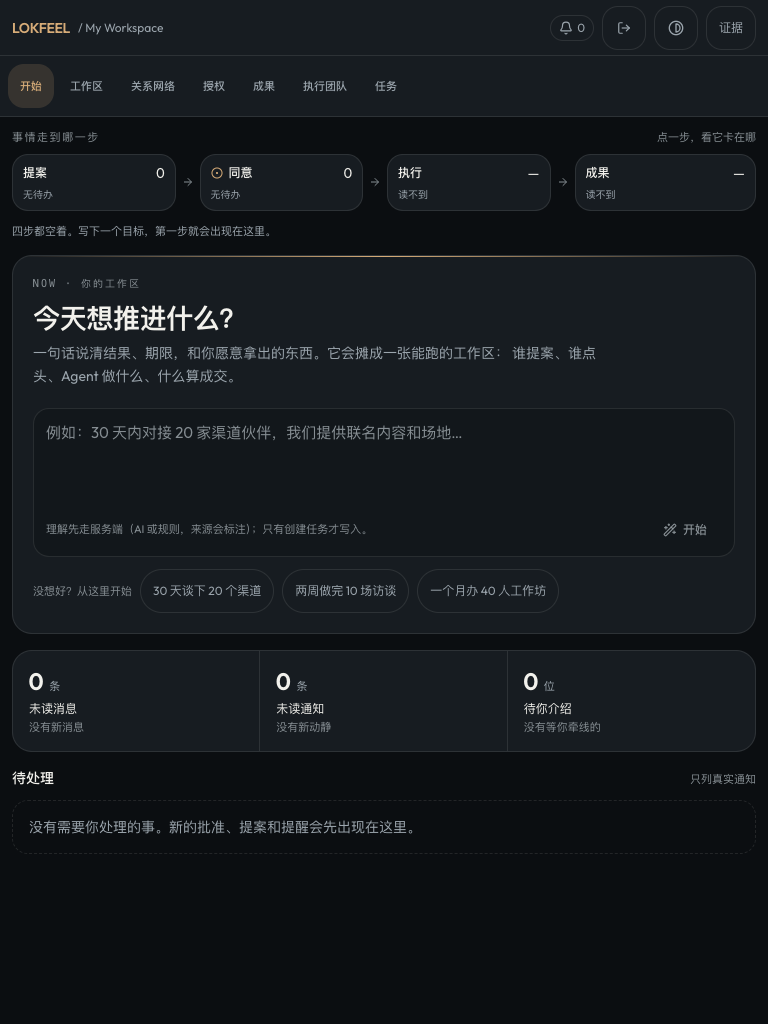 LOKFEEL / My Workspace
0
证据
开始 工作区 关系网络 授权 成果 执行团队 任务
事情走到哪一步
点一步，看它卡在哪
提案 0
无待办
同意 0
无待办
执行 —
读不到
成果 —
读不到
四步都空着。写下一个目标，第一步就会出现在这里。
NOW · 你的工作区
今天想推进什么？
一句话说清结果、期限，和你愿意拿出的东西。它会摊成一张能跑的工作区： 谁提案、谁点
头、Agent 做什么、什么算成交。
例如：30 天内对接 20 家渠道伙伴，我们提供联名内容和场地…
理解先走服务端（AI 或规则，来源会标注）；只有创建任务才写入。
开始
没想好？从这里开始
30 天谈下 20 个渠道
两周做完 10 场访谈
一个月办 40 人工作坊
0 条
未读消息
没有新消息
0 条
未读通知
没有新动静
0 位
待你介绍
没有等你牵线的
待处理
只列真实通知
没有需要你处理的事。新的批准、提案和提醒会先出现在这里。